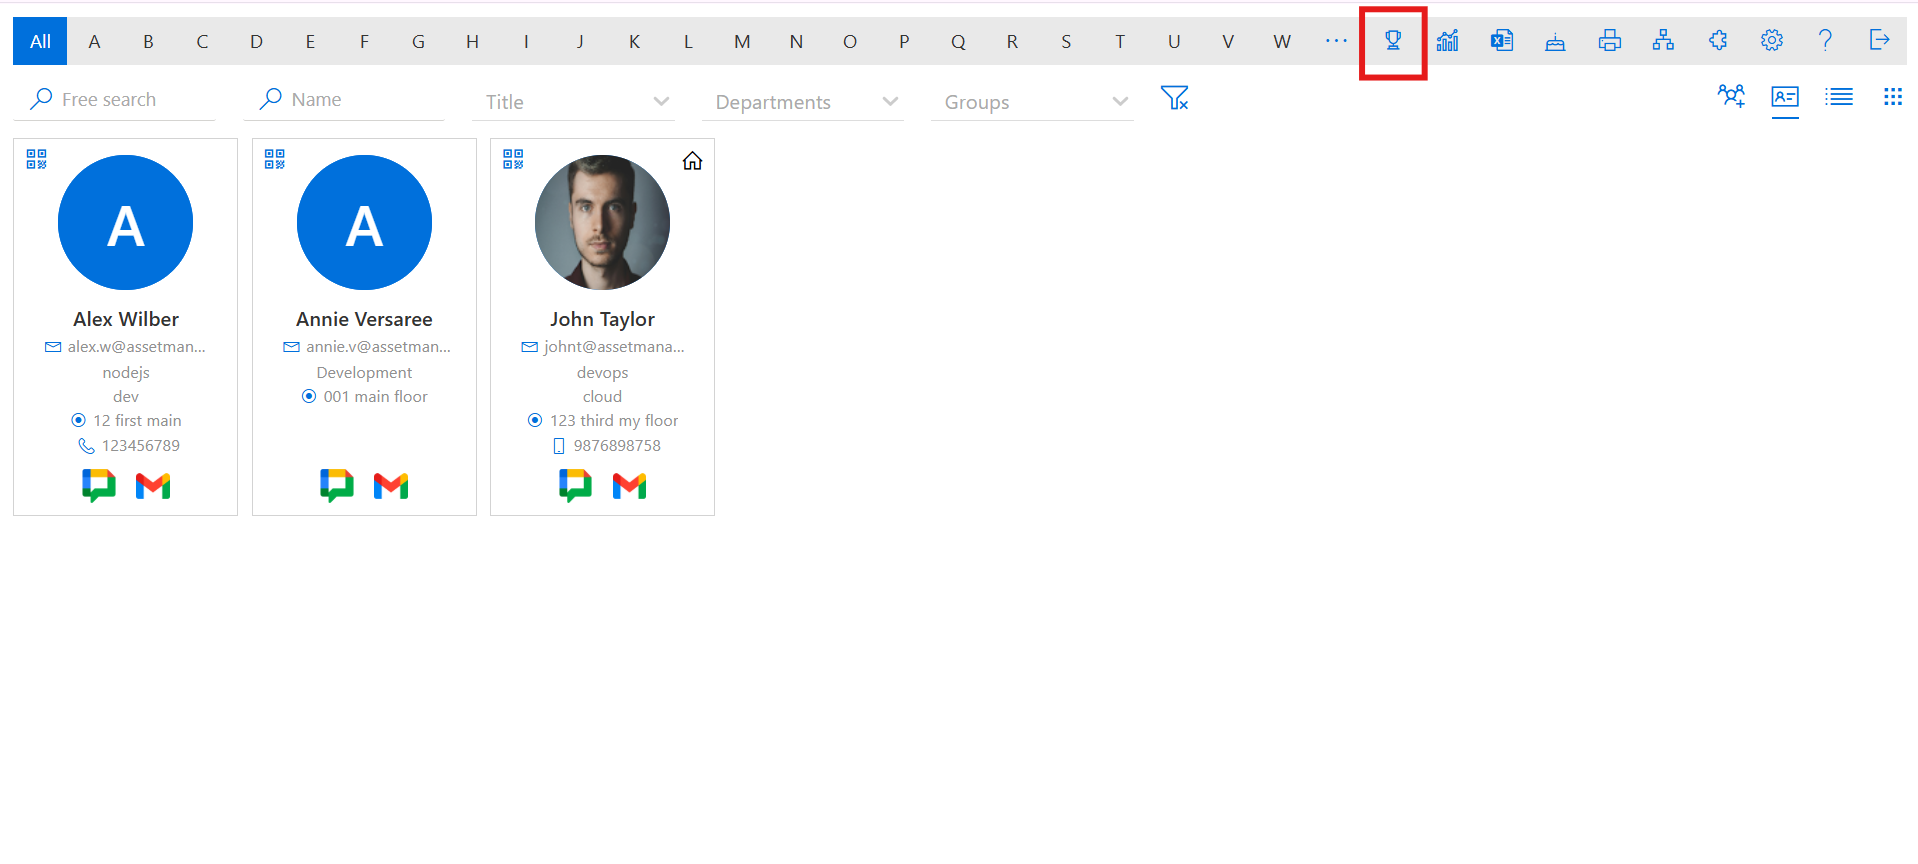 All A B C D E F G H I J K L M N O P Q R S T U V W ...
Free search Name Title Departments Groups
A A
Alex Wilber Annie Versaree John Taylor
alex.w@assetman... annie.v@assetman... johnt@assetmana...
nodejs Development devops
dev 001 main floor cloud
12 first main 123 third my floor
123456789 9876898758